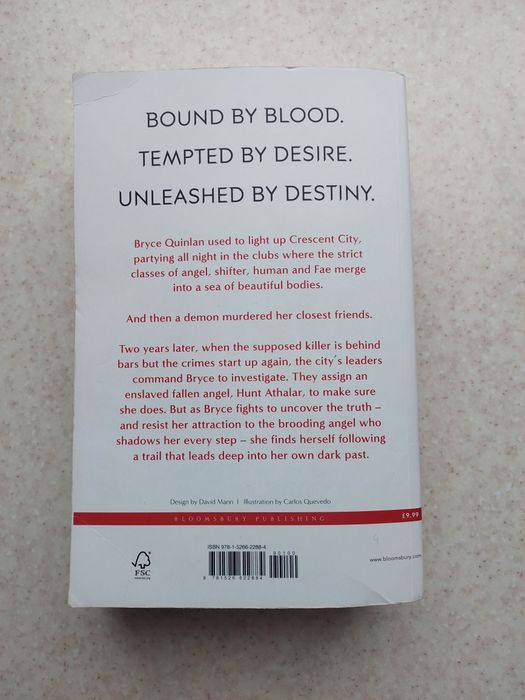 BOUND BY BLOOD.
TEMPTED BY DESIRE.
UNLEASHED BY DESTINY.
Bryce Quinlan used to light up Crescent City,
partying all night in the clubs where the strict
classes of angel, shifter, human and Fae merge
into a sea of beautiful bodies.
And then a demon murdered her closest friends.
Two years later, when the supposed killer is behind
bars but the crimes start up again, the city's leaders
command Bryce to investigate. They assign an
enslaved fallen angel, Hunt Athalar, to make sure
she does. But as Bryce fights to uncover the truth –
and resist her attraction to the brooding angel who
shadows her every step – she finds herself following
a trail that leads deep into her own dark past.
Design by David Mann | Illustration by Carlos Quevedo
BLOOMSBURY PUBLISHING £9.99
ISBN 978-1-5266-2288-4
90100
9 781526 622884
FSC
www.fsc.org
www.bloomsbury.com